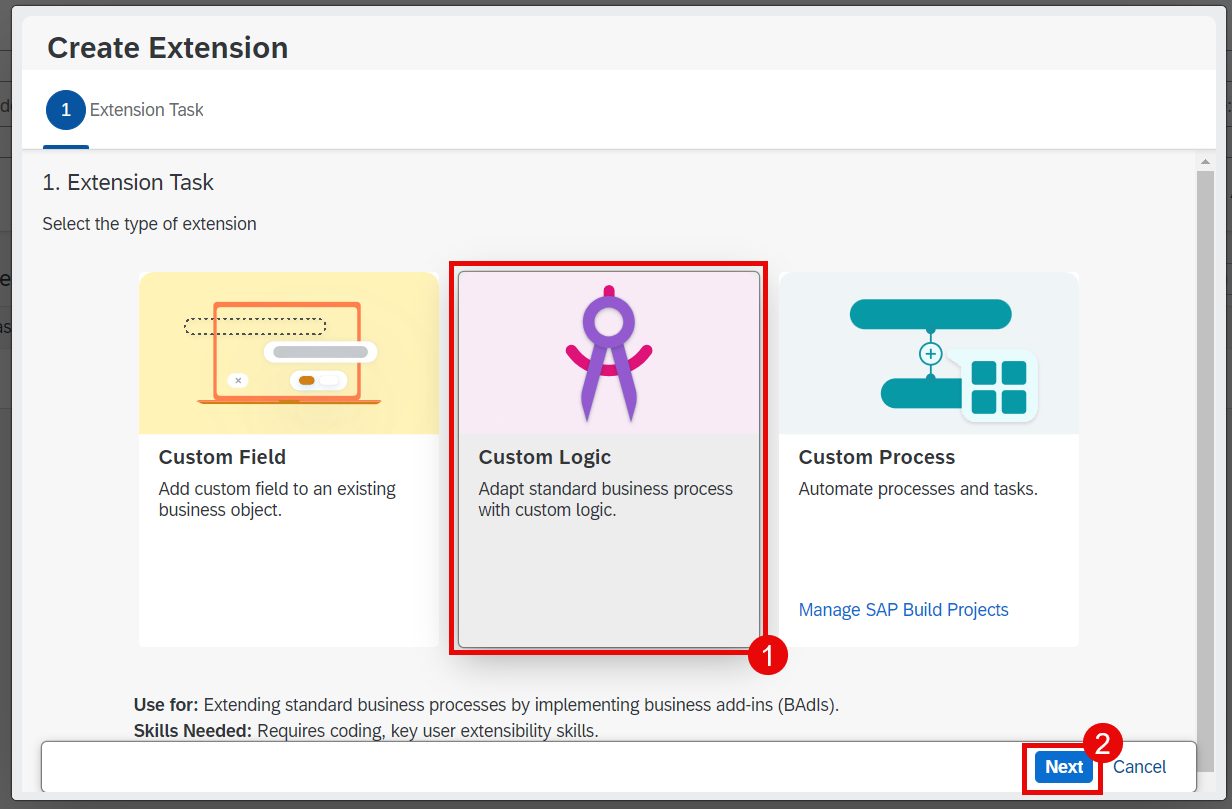 Create Extension
1 Extension Task
1. Extension Task
Select the type of extension
Custom Field
Add custom field to an existing
business object.
Custom Logic
Adapt standard business process
with custom logic.
Custom Process
Automate processes and tasks.
Manage SAP Build Projects
1
Use for: Extending standard business processes by implementing business add-ins (BAdIs).
Skills Needed: Requires coding, key user extensibility skills.
2
Next
Cancel